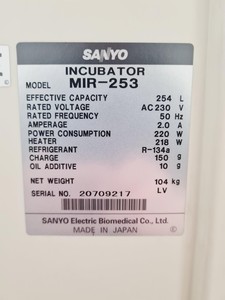 SANYO
INCUBATOR
MODEL MIR-253
EFFECTIVE CAPACITY 254 L
RATED VOLTAGE AC 230 V
RATED FREQUENCY 50 Hz
AMPERAGE 2.0 A
POWER CONSUMPTION 220 W
HEATER 218 W
REFRIGERANT R-134a
CHARGE 150 g
OIL ADDITIVE 10 g
NET WEIGHT 104 kg
LV
SERIAL NO. 20709217
SANYO Electric Biomedical Co., Ltd.
MADE IN JAPAN